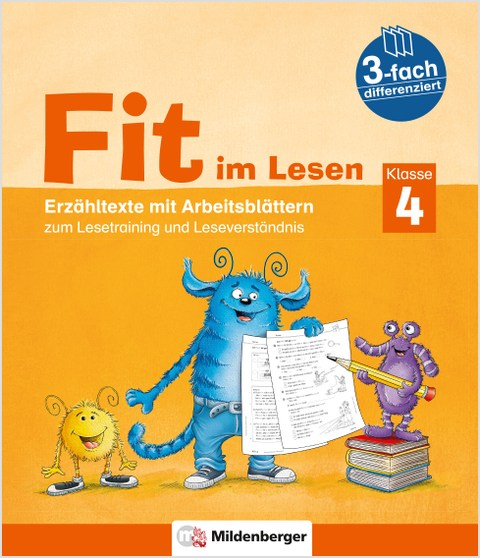 3-fach
differenziert
Fit im Lesen
Klasse
4
Erzähltexte mit Arbeitsblättern
zum Lesetraining und Leseverständnis
m
Mildenberger